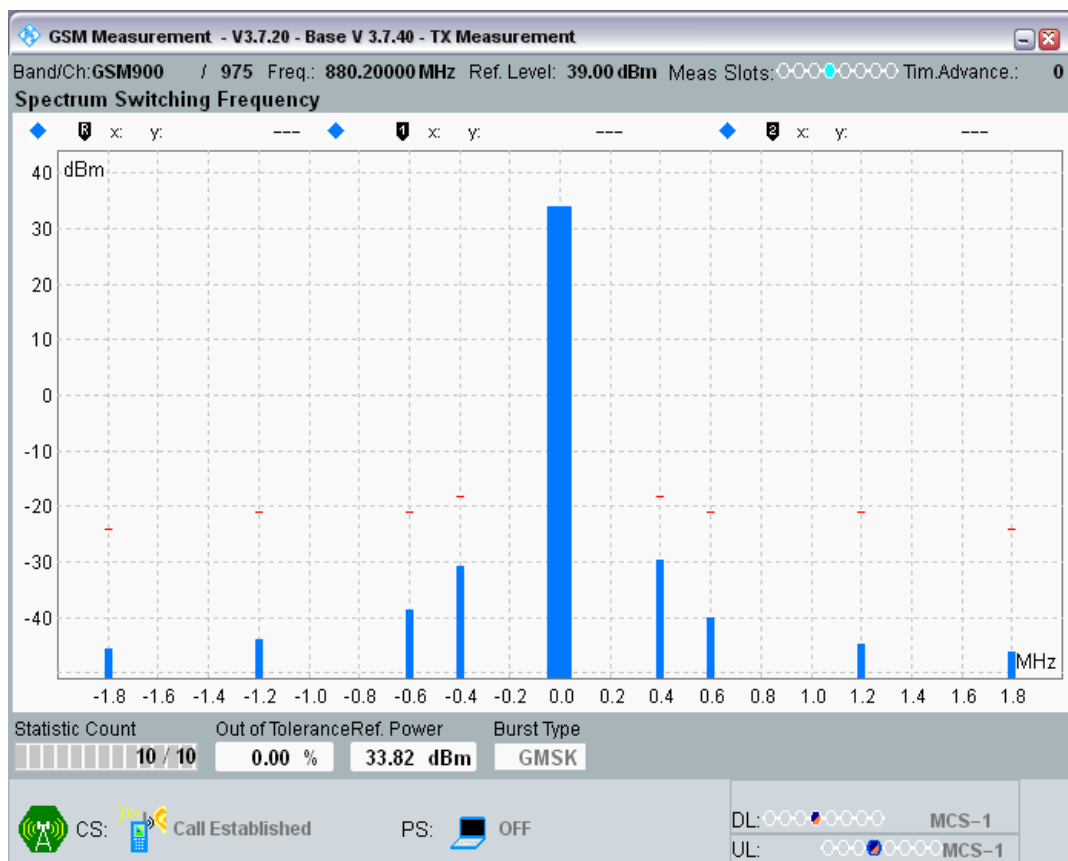 GSM Measurement - V3.7.20 - Base V 3.7.40 - TX Measurement
Band/Ch:GSM900 / 975 Freq.: 880.20000 MHz Ref. Level: 39.00 dBm Meas Slots: Tim.Advance.: 0
Spectrum Switching Frequency
R x: y: --- 1 x: y: --- 2 x: y: ---
dBm
40
30
20
10
0
-10
-20
-30
-40
MHz
-1.8 -1.6 -1.4 -1.2 -1.0 -0.8 -0.6 -0.4 -0.2 0.0 0.2 0.4 0.6 0.8 1.0 1.2 1.4 1.6 1.8
Statistic Count Out of Tolerance Ref. Power Burst Type
10 / 10 0.00 % 33.82 dBm GMSK
CS: Call Established PS: OFF DL: MCS-1
UL: MCS-1